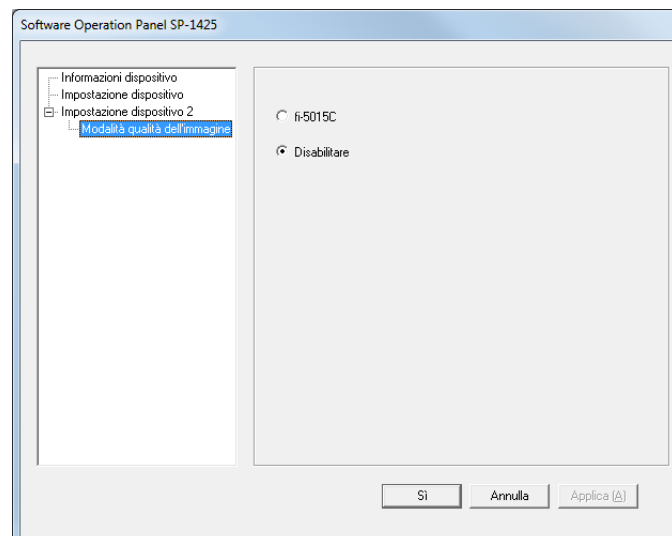 Software Operation Panel SP-1425
Informazioni dispositivo
Impostazione dispositivo
Impostazione dispositivo 2
Modalità qualità dell'immagine
fi-5015C
Disabilitare
Sì
Annulla
Applica (A)